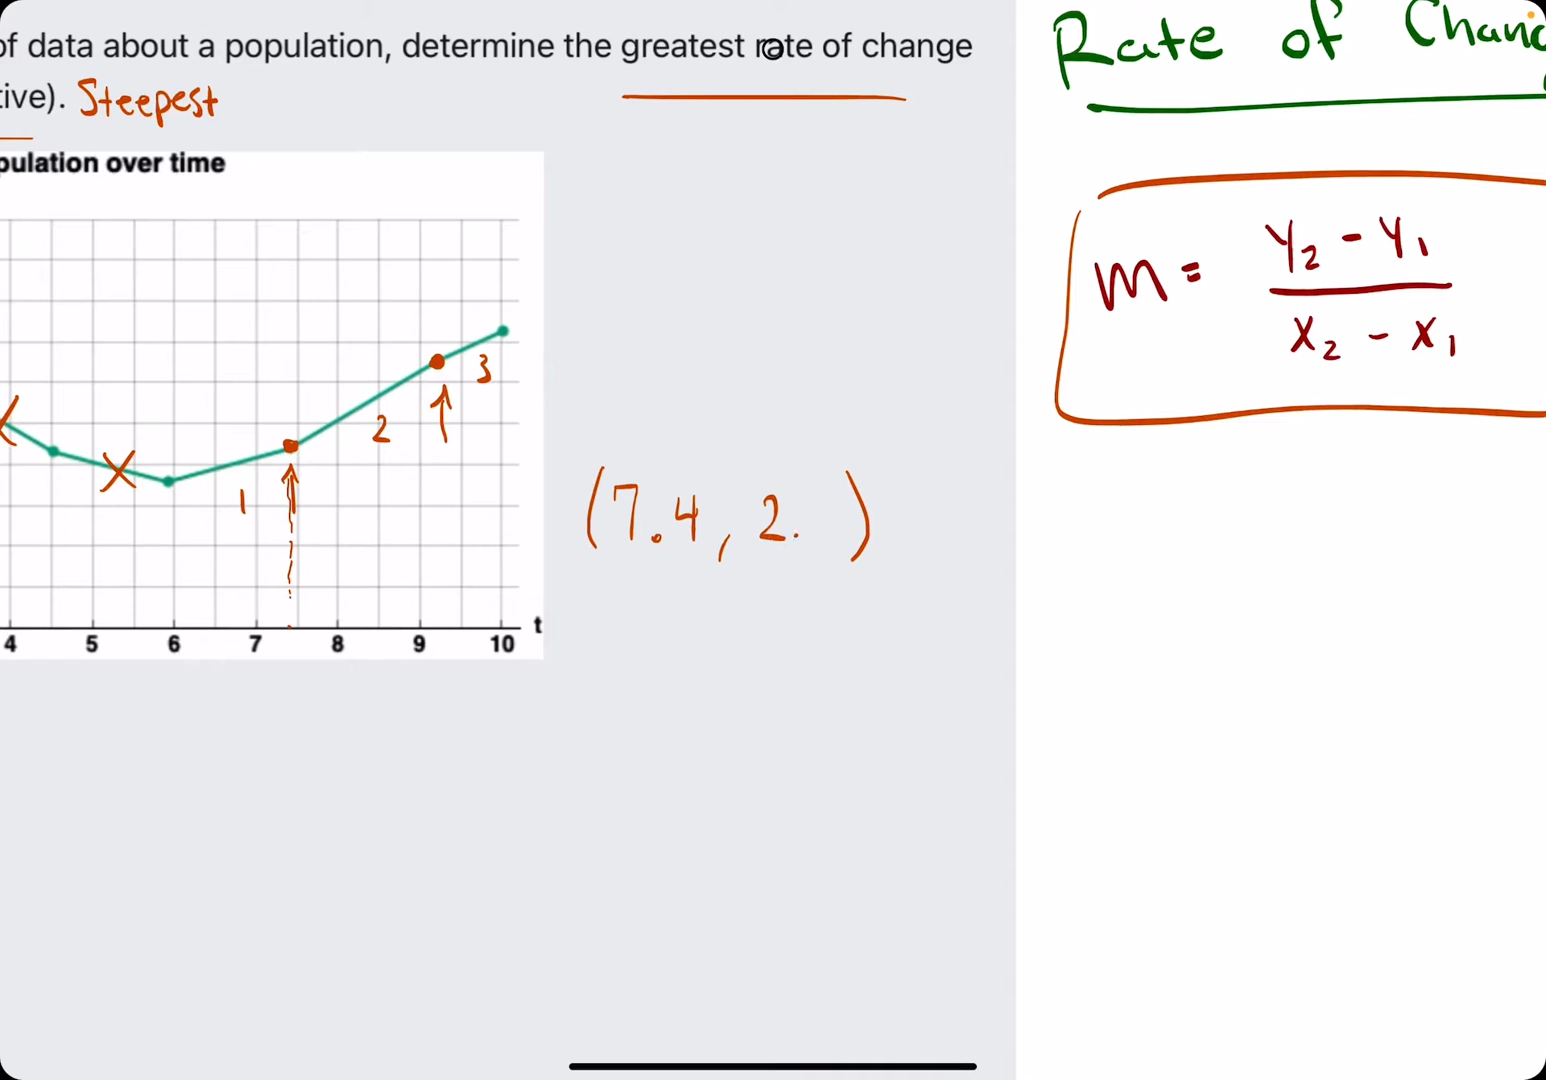 of data about a population, determine the greatest rate of change
tive). Steepest
pulation over time
1
2
3
t
4 5 6 7 8 9 10
(7.4, 2. )
Rate of Chang
m = y₂ - y₁ / x₂ - x₁